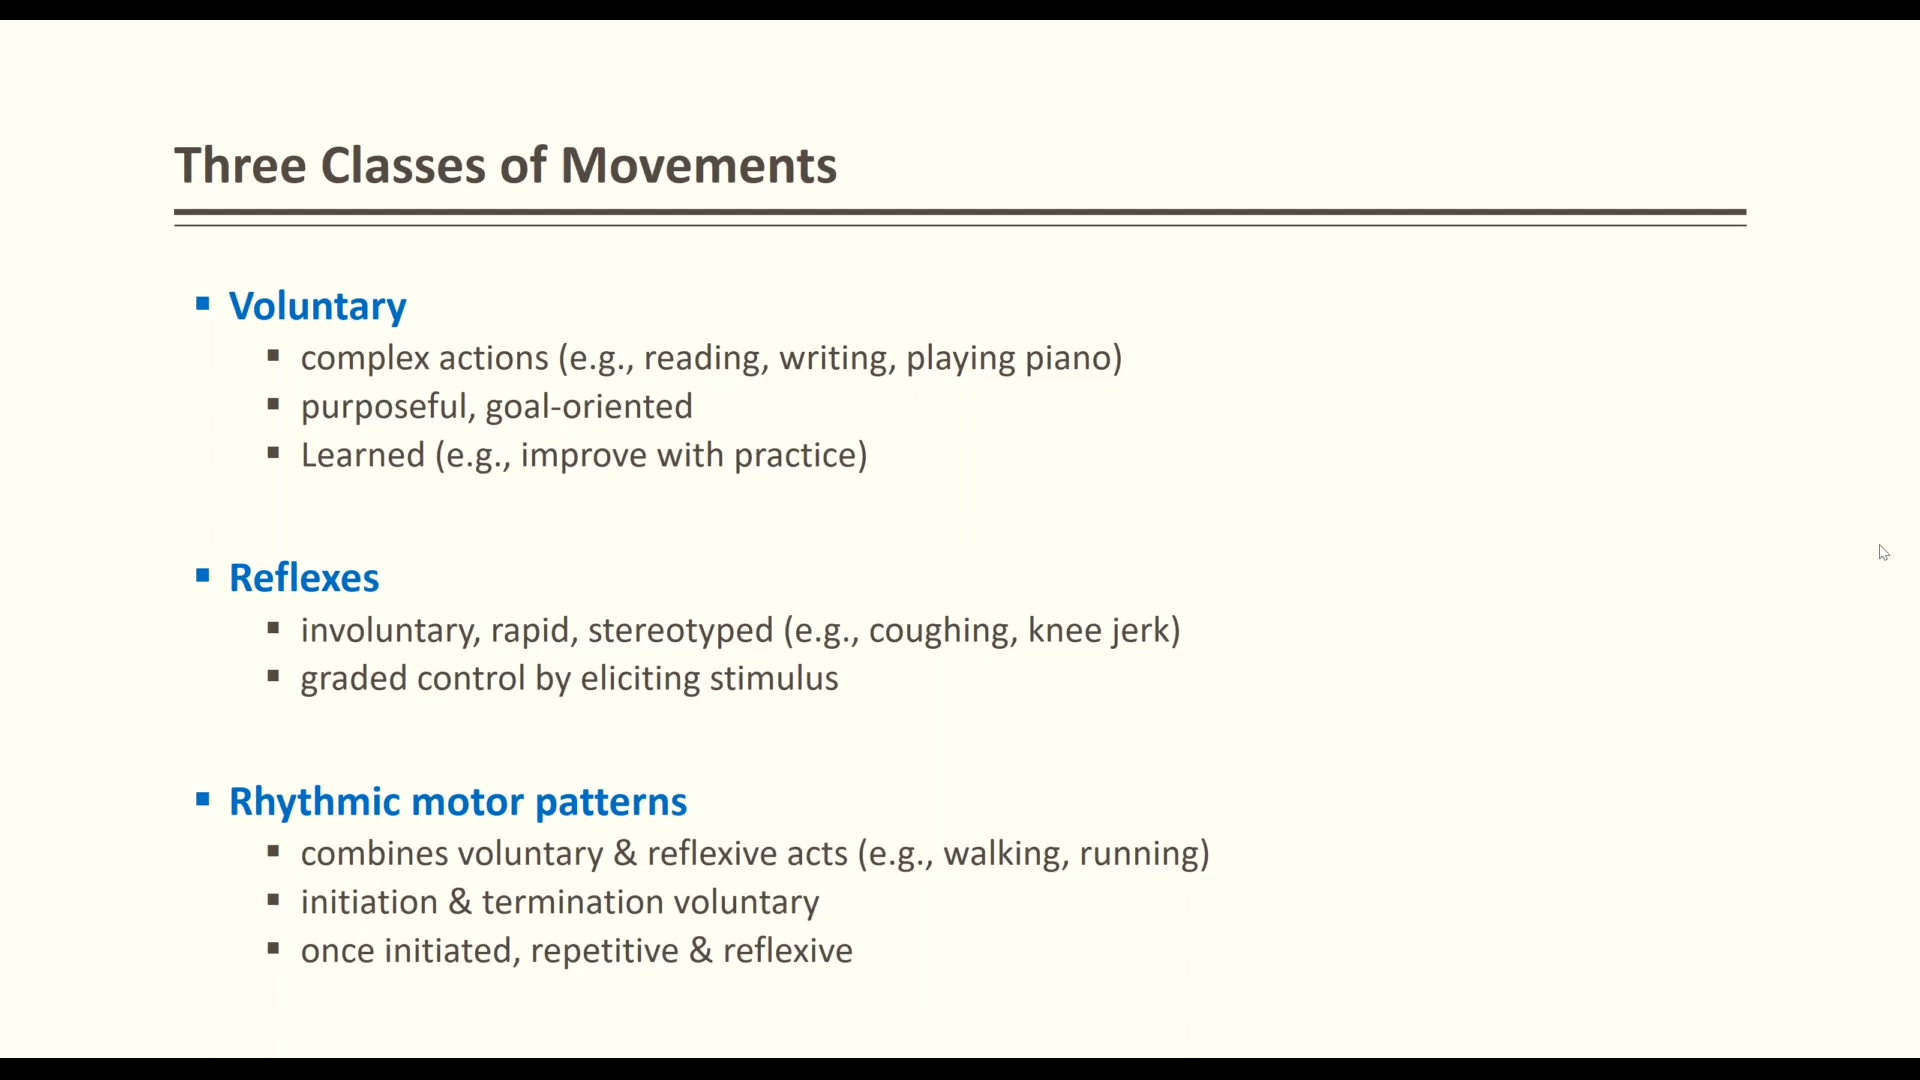 Three Classes of Movements
Voluntary
complex actions (e.g., reading, writing, playing piano)
purposeful, goal-oriented
Learned (e.g., improve with practice)
Reflexes
involuntary, rapid, stereotyped (e.g., coughing, knee jerk)
graded control by eliciting stimulus
Rhythmic motor patterns
combines voluntary & reflexive acts (e.g., walking, running)
initiation & termination voluntary
once initiated, repetitive & reflexive